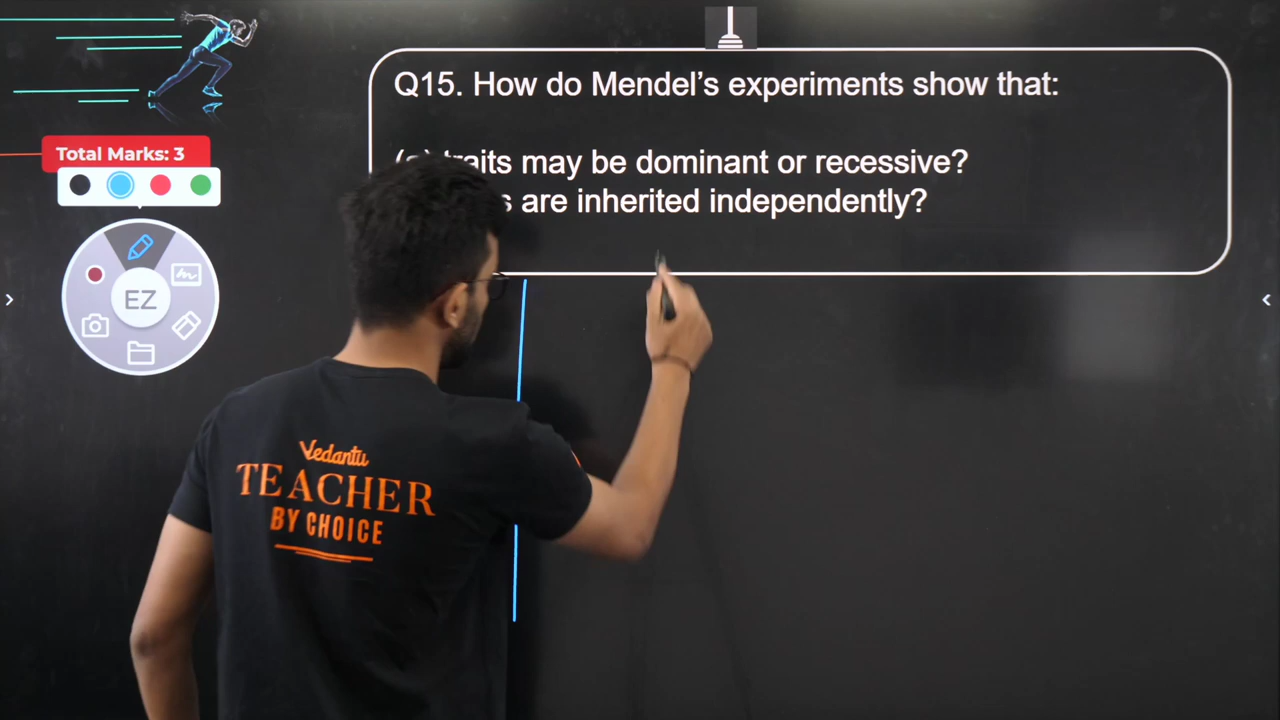 Q15. How do Mendel's experiments show that:
Total Marks: 3
traits may be dominant or recessive?
are inherited independently?
EZ
Vedantu
TEACHER
BY CHOICE